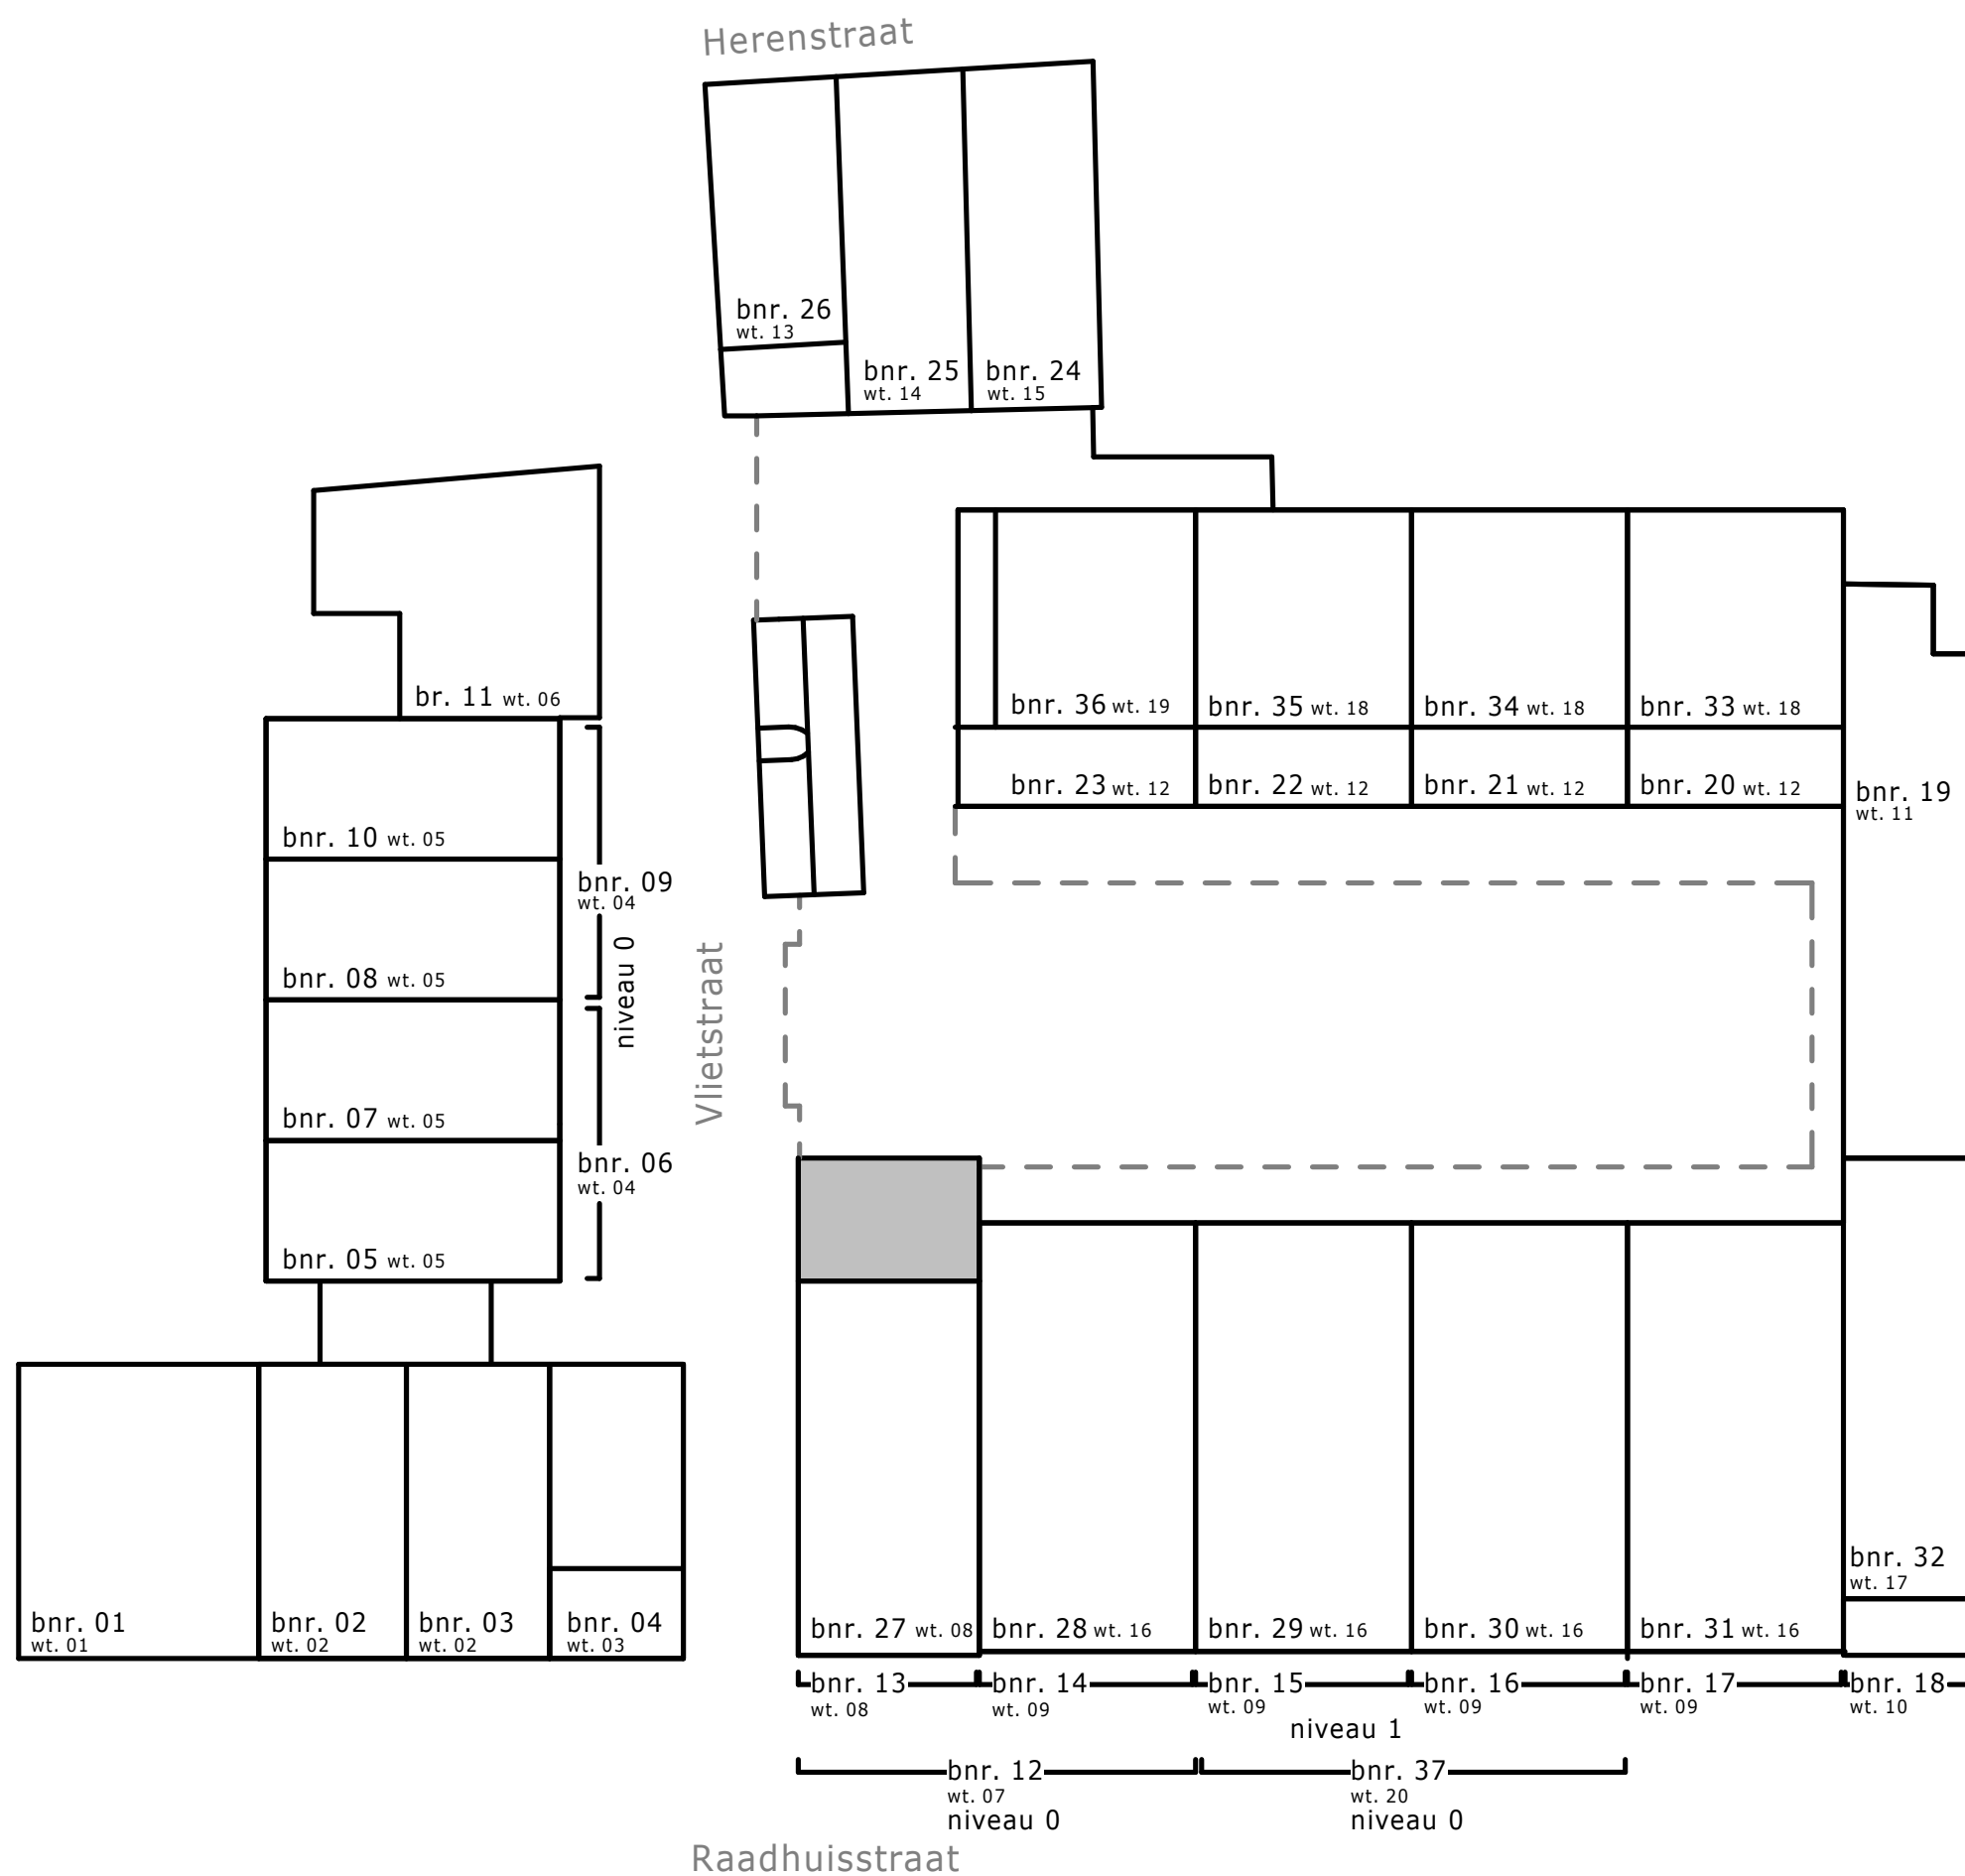 Herenstraat
bnr. 26
wt. 13
bnr. 25
wt. 14
bnr. 24
wt. 15
br. 11 wt. 06
bnr. 36 wt. 19
bnr. 35 wt. 18
bnr. 34 wt. 18
bnr. 33 wt. 18
bnr. 23 wt. 12
bnr. 22 wt. 12
bnr. 21 wt. 12
bnr. 20 wt. 12
bnr. 19
wt. 11
bnr. 10 wt. 05
bnr. 09
wt. 04
niveau 0
bnr. 08 wt. 05
Vlietstraat
bnr. 07 wt. 05
bnr. 06
wt. 04
bnr. 05 wt. 05
bnr. 32
wt. 17
bnr. 01
wt. 01
bnr. 02
wt. 02
bnr. 03
wt. 02
bnr. 04
wt. 03
bnr. 27 wt. 08
bnr. 28 wt. 16
bnr. 29 wt. 16
bnr. 30 wt. 16
bnr. 31 wt. 16
bnr. 13
wt. 08
bnr. 14
wt. 09
bnr. 15
wt. 09
bnr. 16
wt. 09
bnr. 17
wt. 09
bnr. 18
wt. 10
niveau 1
bnr. 12
wt. 07
niveau 0
bnr. 37
wt. 20
niveau 0
Raadhuisstraat